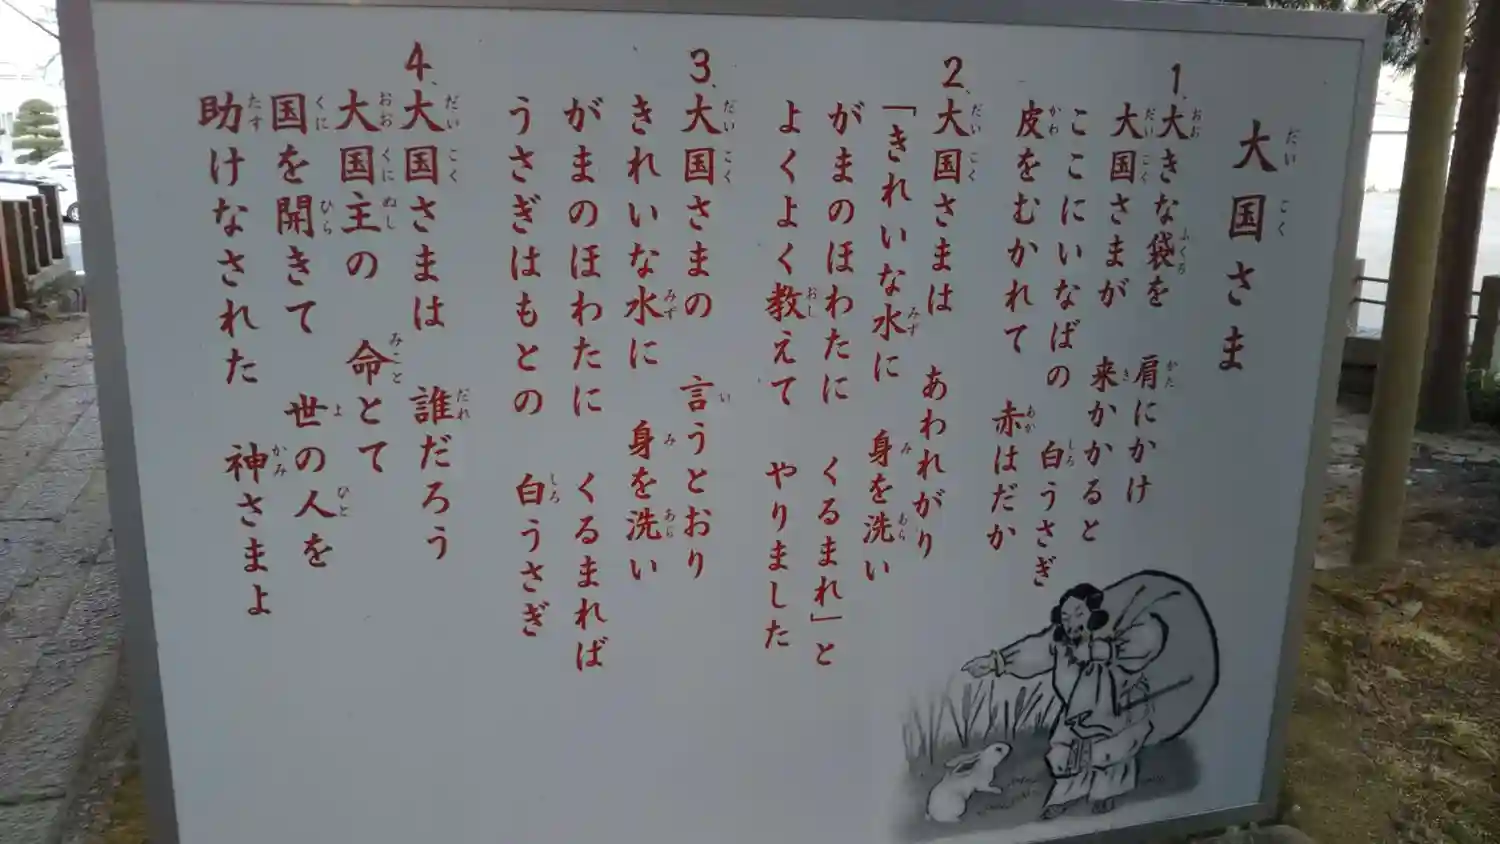 大国さま
1、大きな袋を 肩にかけ
大国さまが 来かかると
ここにいなばの 白うさぎ
皮をむかれて 赤はだか
2、大国さまは あわれがり
「きれいな水に 身を洗い
がまのほわたに くるまれ」と
よくよく教えて やりました
3、大国さまの 言うとおり
きれいな水に 身を洗い
がまのほわたに くるまれば
うさぎはもとの 白うさぎ
4、大国さまは 誰だろう
大国主の 命とて
国を開きて 世の人を
助けなされた 神さまよ